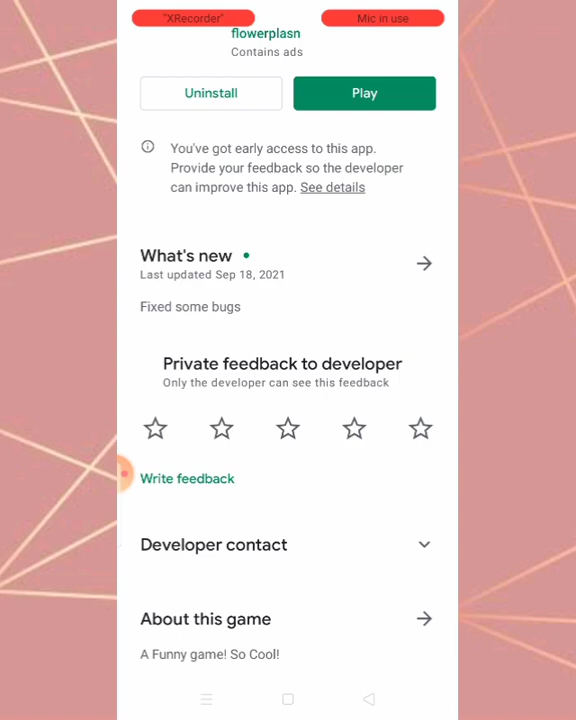 "XRecorder"
Mic in use
flowerplasn
Contains ads
Uninstall
Play
You've got early access to this app.
Provide your feedback so the developer
can improve this app. See details
What's new
Last updated Sep 18, 2021
Fixed some bugs
Private feedback to developer
Only the developer can see this feedback
Write feedback
Developer contact
About this game
A Funny game! So Cool!